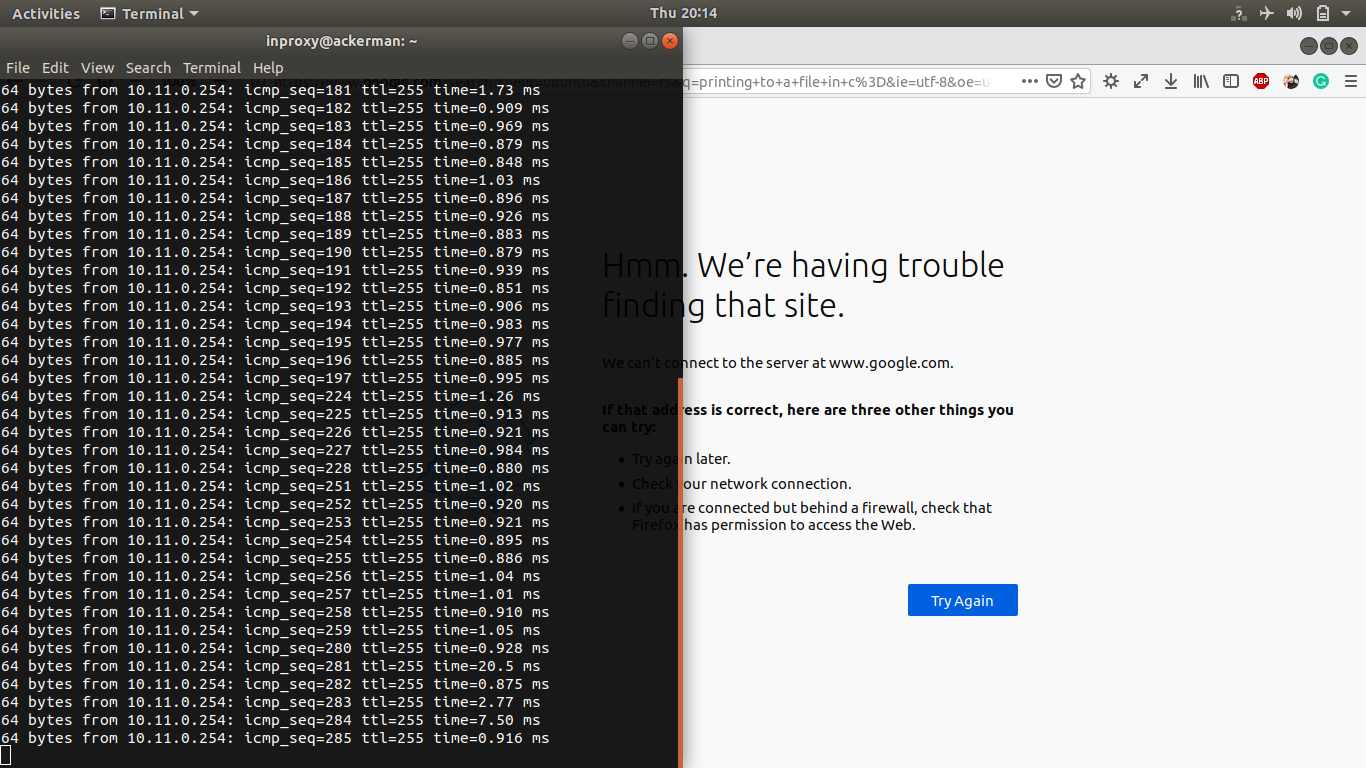 Activities Terminal Thu 20:14
inproxy@ackerman: ~
File Edit View Search Terminal Help
ubuntu&channel=fs&q=printing+to+a+file+in+c%3D&ie=utf-8&oe=u
ABP
64 bytes from 10.11.0.254: icmp_seq=181 ttl=255 time=1.73 ms
64 bytes from 10.11.0.254: icmp_seq=182 ttl=255 time=0.909 ms
64 bytes from 10.11.0.254: icmp_seq=183 ttl=255 time=0.969 ms
64 bytes from 10.11.0.254: icmp_seq=184 ttl=255 time=0.879 ms
64 bytes from 10.11.0.254: icmp_seq=185 ttl=255 time=0.848 ms
64 bytes from 10.11.0.254: icmp_seq=186 ttl=255 time=1.03 ms
64 bytes from 10.11.0.254: icmp_seq=187 ttl=255 time=0.896 ms
64 bytes from 10.11.0.254: icmp_seq=188 ttl=255 time=0.926 ms
64 bytes from 10.11.0.254: icmp_seq=189 ttl=255 time=0.883 ms
64 bytes from 10.11.0.254: icmp_seq=190 ttl=255 time=0.879 ms
64 bytes from 10.11.0.254: icmp_seq=191 ttl=255 time=0.939 ms
64 bytes from 10.11.0.254: icmp_seq=192 ttl=255 time=0.851 ms
64 bytes from 10.11.0.254: icmp_seq=193 ttl=255 time=0.906 ms
64 bytes from 10.11.0.254: icmp_seq=194 ttl=255 time=0.983 ms
64 bytes from 10.11.0.254: icmp_seq=195 ttl=255 time=0.977 ms
64 bytes from 10.11.0.254: icmp_seq=196 ttl=255 time=0.885 ms
64 bytes from 10.11.0.254: icmp_seq=197 ttl=255 time=0.995 ms
64 bytes from 10.11.0.254: icmp_seq=224 ttl=255 time=1.26 ms
64 bytes from 10.11.0.254: icmp_seq=225 ttl=255 time=0.913 ms
64 bytes from 10.11.0.254: icmp_seq=226 ttl=255 time=0.921 ms
64 bytes from 10.11.0.254: icmp_seq=227 ttl=255 time=0.984 ms
64 bytes from 10.11.0.254: icmp_seq=228 ttl=255 time=0.880 ms
64 bytes from 10.11.0.254: icmp_seq=251 ttl=255 time=1.02 ms
64 bytes from 10.11.0.254: icmp_seq=252 ttl=255 time=0.920 ms
64 bytes from 10.11.0.254: icmp_seq=253 ttl=255 time=0.921 ms
64 bytes from 10.11.0.254: icmp_seq=254 ttl=255 time=0.895 ms
64 bytes from 10.11.0.254: icmp_seq=255 ttl=255 time=0.886 ms
64 bytes from 10.11.0.254: icmp_seq=256 ttl=255 time=1.04 ms
64 bytes from 10.11.0.254: icmp_seq=257 ttl=255 time=1.01 ms
64 bytes from 10.11.0.254: icmp_seq=258 ttl=255 time=0.910 ms
64 bytes from 10.11.0.254: icmp_seq=259 ttl=255 time=1.05 ms
64 bytes from 10.11.0.254: icmp_seq=280 ttl=255 time=0.928 ms
64 bytes from 10.11.0.254: icmp_seq=281 ttl=255 time=20.5 ms
64 bytes from 10.11.0.254: icmp_seq=282 ttl=255 time=0.875 ms
64 bytes from 10.11.0.254: icmp_seq=283 ttl=255 time=2.77 ms
64 bytes from 10.11.0.254: icmp_seq=284 ttl=255 time=7.50 ms
64 bytes from 10.11.0.254: icmp_seq=285 ttl=255 time=0.916 ms
Hmm. We're having trouble
finding that site.
We can't connect to the server at www.google.com.
If that address is correct, here are three other things you
can try:
Try again later.
Check your network connection.
If you are connected but behind a firewall, check that
Firefox has permission to access the Web.
Try Again